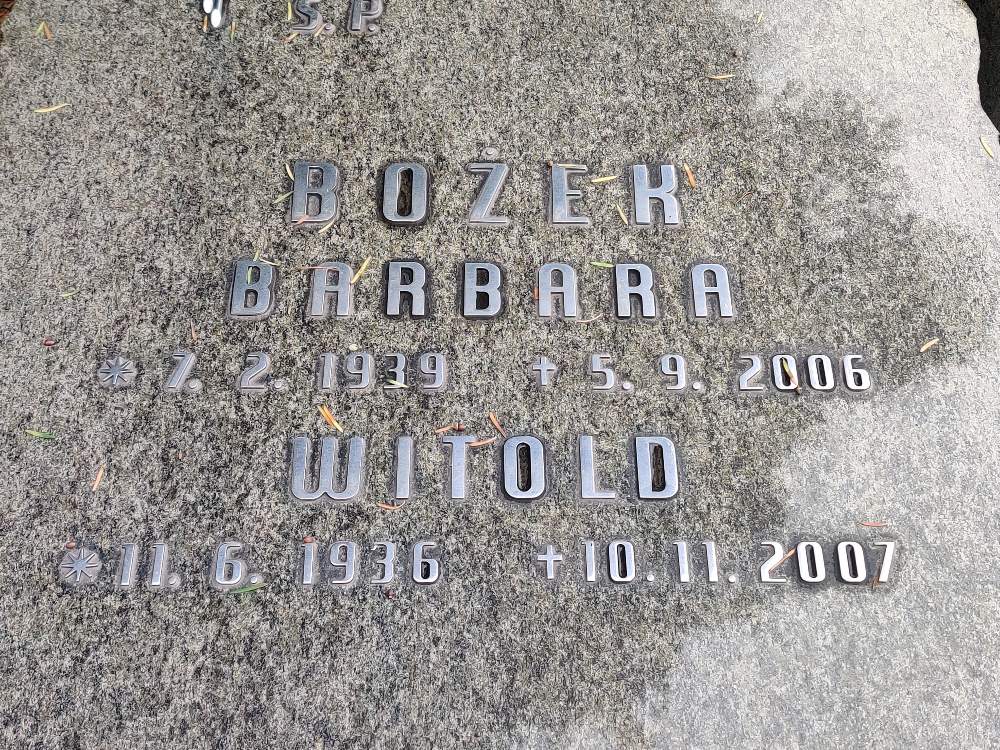 S. P.
BOŻEK
BARBARA
* 7. 2. 1939 † 5. 9. 2006
WITOLD
* 11. 6. 1936 † 10. 11. 2007